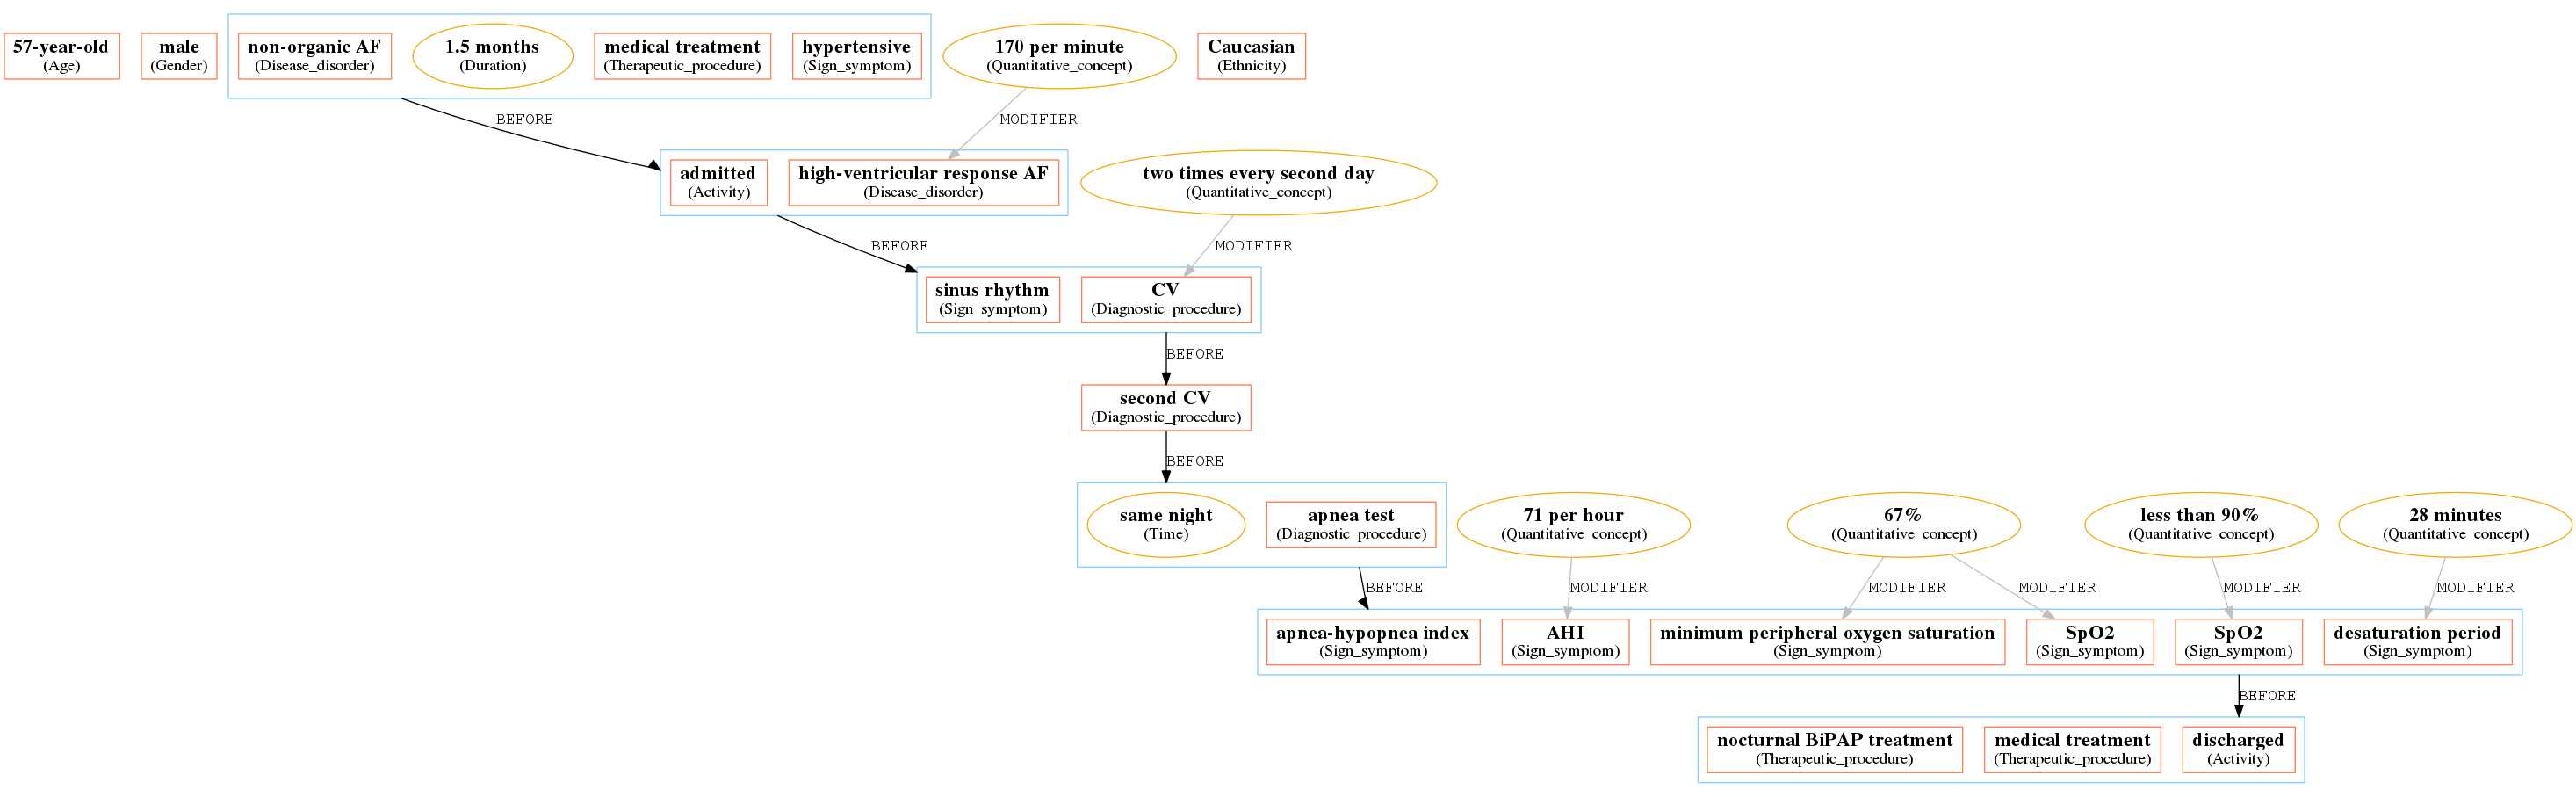 57-year-old
(Age)
male
(Gender)
non-organic AF
(Disease_disorder)
1.5 months
(Duration)
medical treatment
(Therapeutic_procedure)
hypertensive
(Sign_symptom)
170 per minute
(Quantitative_concept)
Caucasian
(Ethnicity)
BEFORE
MODIFIER
admitted
(Activity)
high-ventricular response AF
(Disease_disorder)
two times every second day
(Quantitative_concept)
BEFORE
MODIFIER
sinus rhythm
(Sign_symptom)
CV
(Diagnostic_procedure)
BEFORE
second CV
(Diagnostic_procedure)
BEFORE
same night
(Time)
apnea test
(Diagnostic_procedure)
71 per hour
(Quantitative_concept)
67%
(Quantitative_concept)
less than 90%
(Quantitative_concept)
28 minutes
(Quantitative_concept)
BEFORE
MODIFIER
MODIFIER
MODIFIER
MODIFIER
MODIFIER
apnea-hypopnea index
(Sign_symptom)
AHI
(Sign_symptom)
minimum peripheral oxygen saturation
(Sign_symptom)
SpO2
(Sign_symptom)
SpO2
(Sign_symptom)
desaturation period
(Sign_symptom)
BEFORE
nocturnal BiPAP treatment
(Therapeutic_procedure)
medical treatment
(Therapeutic_procedure)
discharged
(Activity)